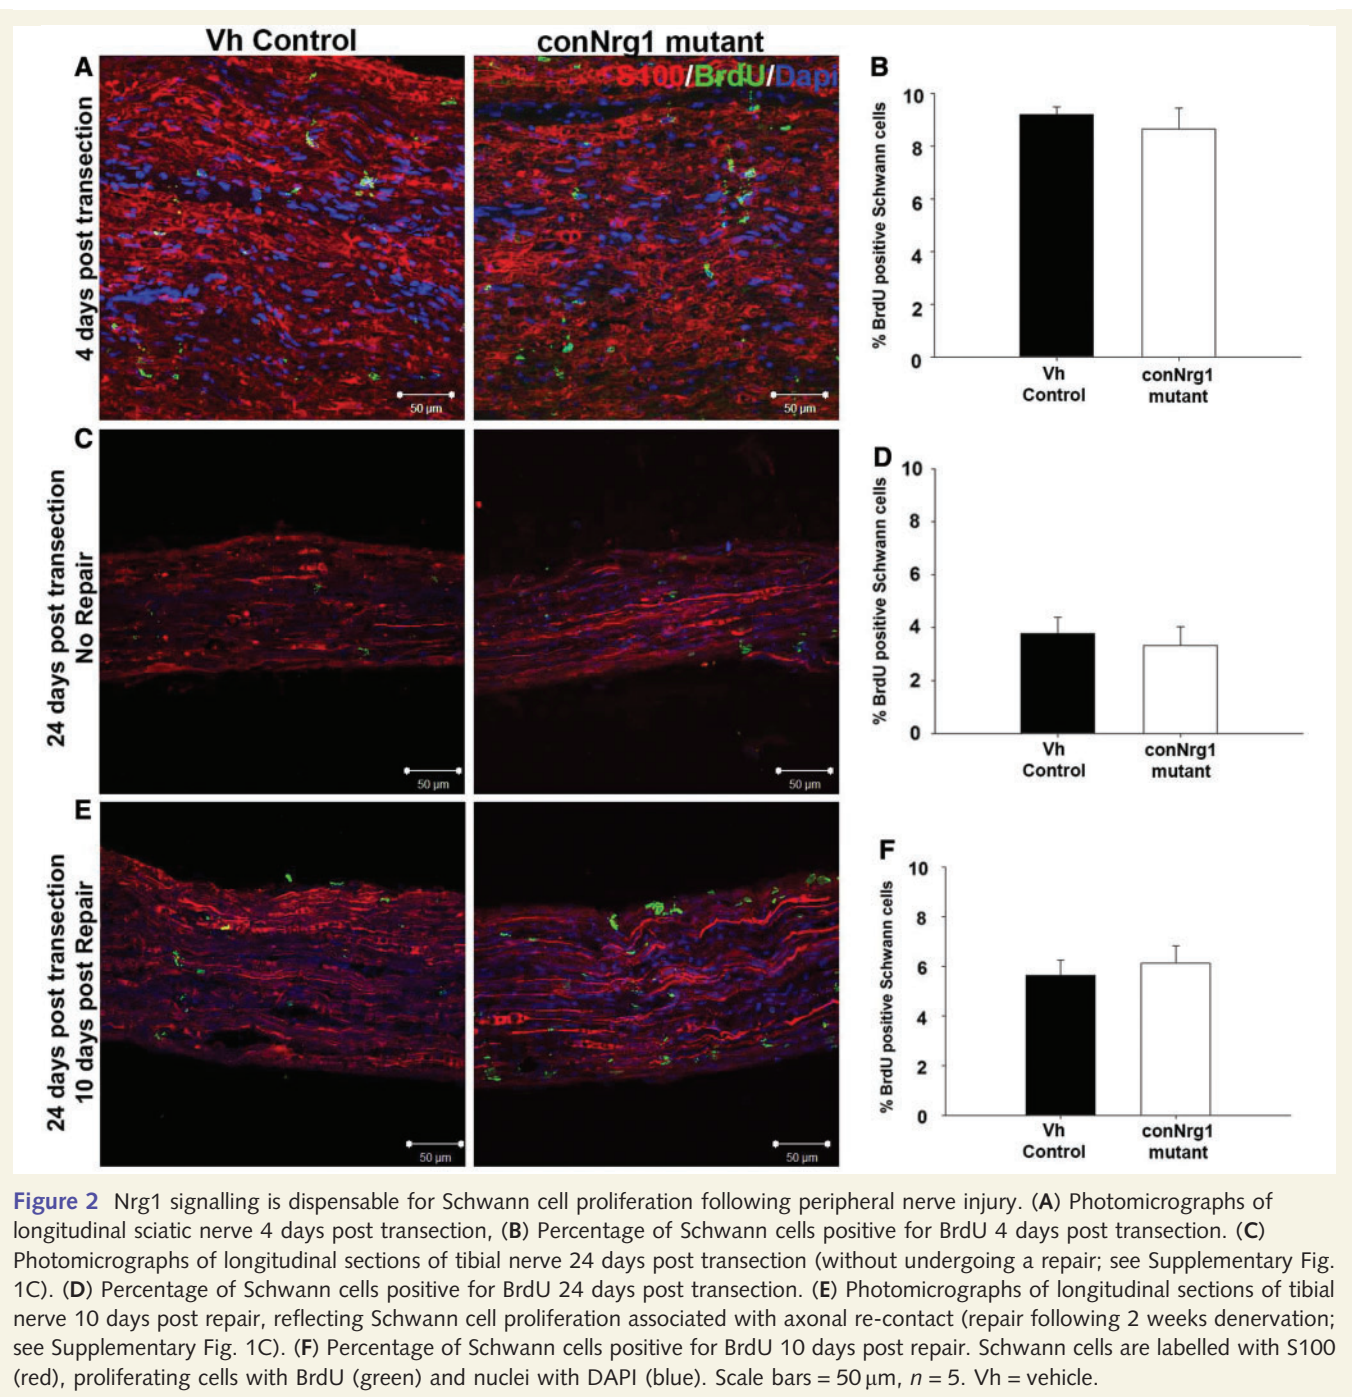 Vh Control
conNrg1 mutant
A
4 days post transection
S100/BrdU/Dapi
50 µm
50 µm
B
% BrdU positive Schwann cells
10
8
6
4
2
0
Vh
Control
conNrg1
mutant
C
24 days post transection
No Repair
50 µm
50 µm
D
% BrdU positive Schwann cells
10
8
6
4
2
0
Vh
Control
conNrg1
mutant
E
24 days post transection
10 days post Repair
50 µm
50 µm
F
% BrdU positive Schwann cells
10
8
6
4
2
0
Vh
Control
conNrg1
mutant
Figure 2 Nrg1 signalling is dispensable for Schwann cell proliferation following peripheral nerve injury. (A) Photomicrographs of
longitudinal sciatic nerve 4 days post transection, (B) Percentage of Schwann cells positive for BrdU 4 days post transection. (C)
Photomicrographs of longitudinal sections of tibial nerve 24 days post transection (without undergoing a repair; see Supplementary Fig.
1C). (D) Percentage of Schwann cells positive for BrdU 24 days post transection. (E) Photomicrographs of longitudinal sections of tibial
nerve 10 days post repair, reflecting Schwann cell proliferation associated with axonal re-contact (repair following 2 weeks denervation;
see Supplementary Fig. 1C). (F) Percentage of Schwann cells positive for BrdU 10 days post repair. Schwann cells are labelled with S100
(red), proliferating cells with BrdU (green) and nuclei with DAPI (blue). Scale bars = 50 µm, n = 5. Vh = vehicle.